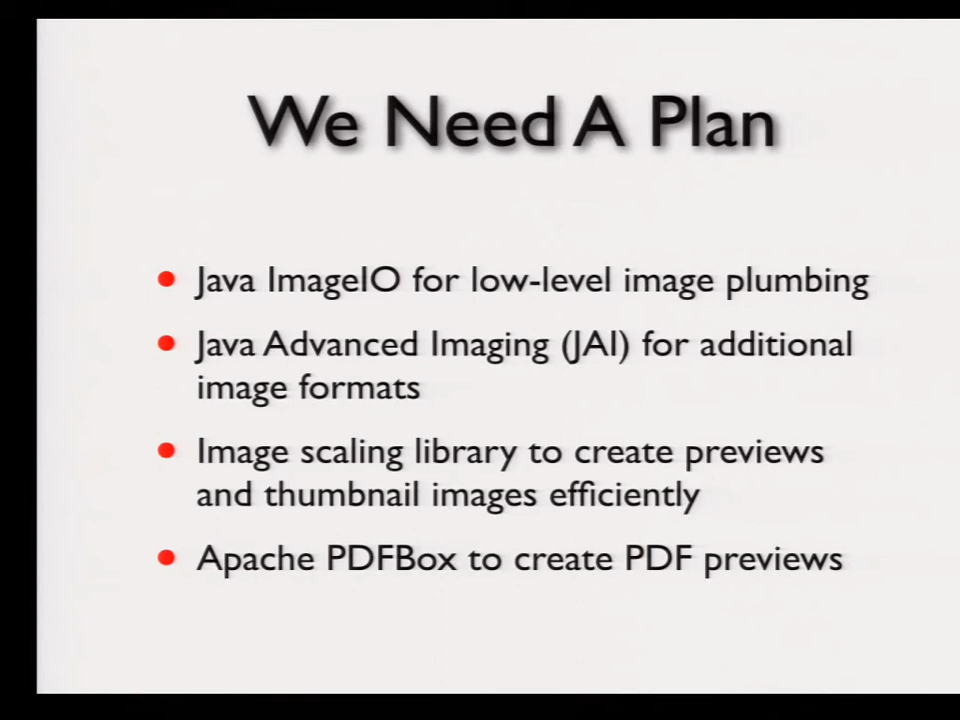 We Need A Plan
Java ImageIO for low-level image plumbing
Java Advanced Imaging (JAI) for additional
image formats
Image scaling library to create previews
and thumbnail images efficiently
Apache PDFBox to create PDF previews